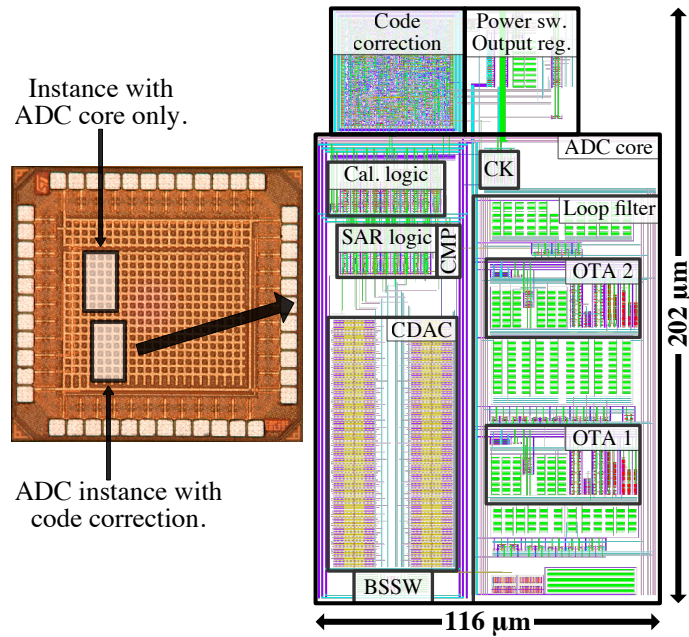 Instance with
ADC core only.
ADC instance with
code correction.
Code
correction
Power sw.
Output reg.
ADC core
Cal. logic
CK
Loop filter
SAR logic
CMP
OTA 2
CDAC
OTA 1
BSSW
202 µm
116 µm